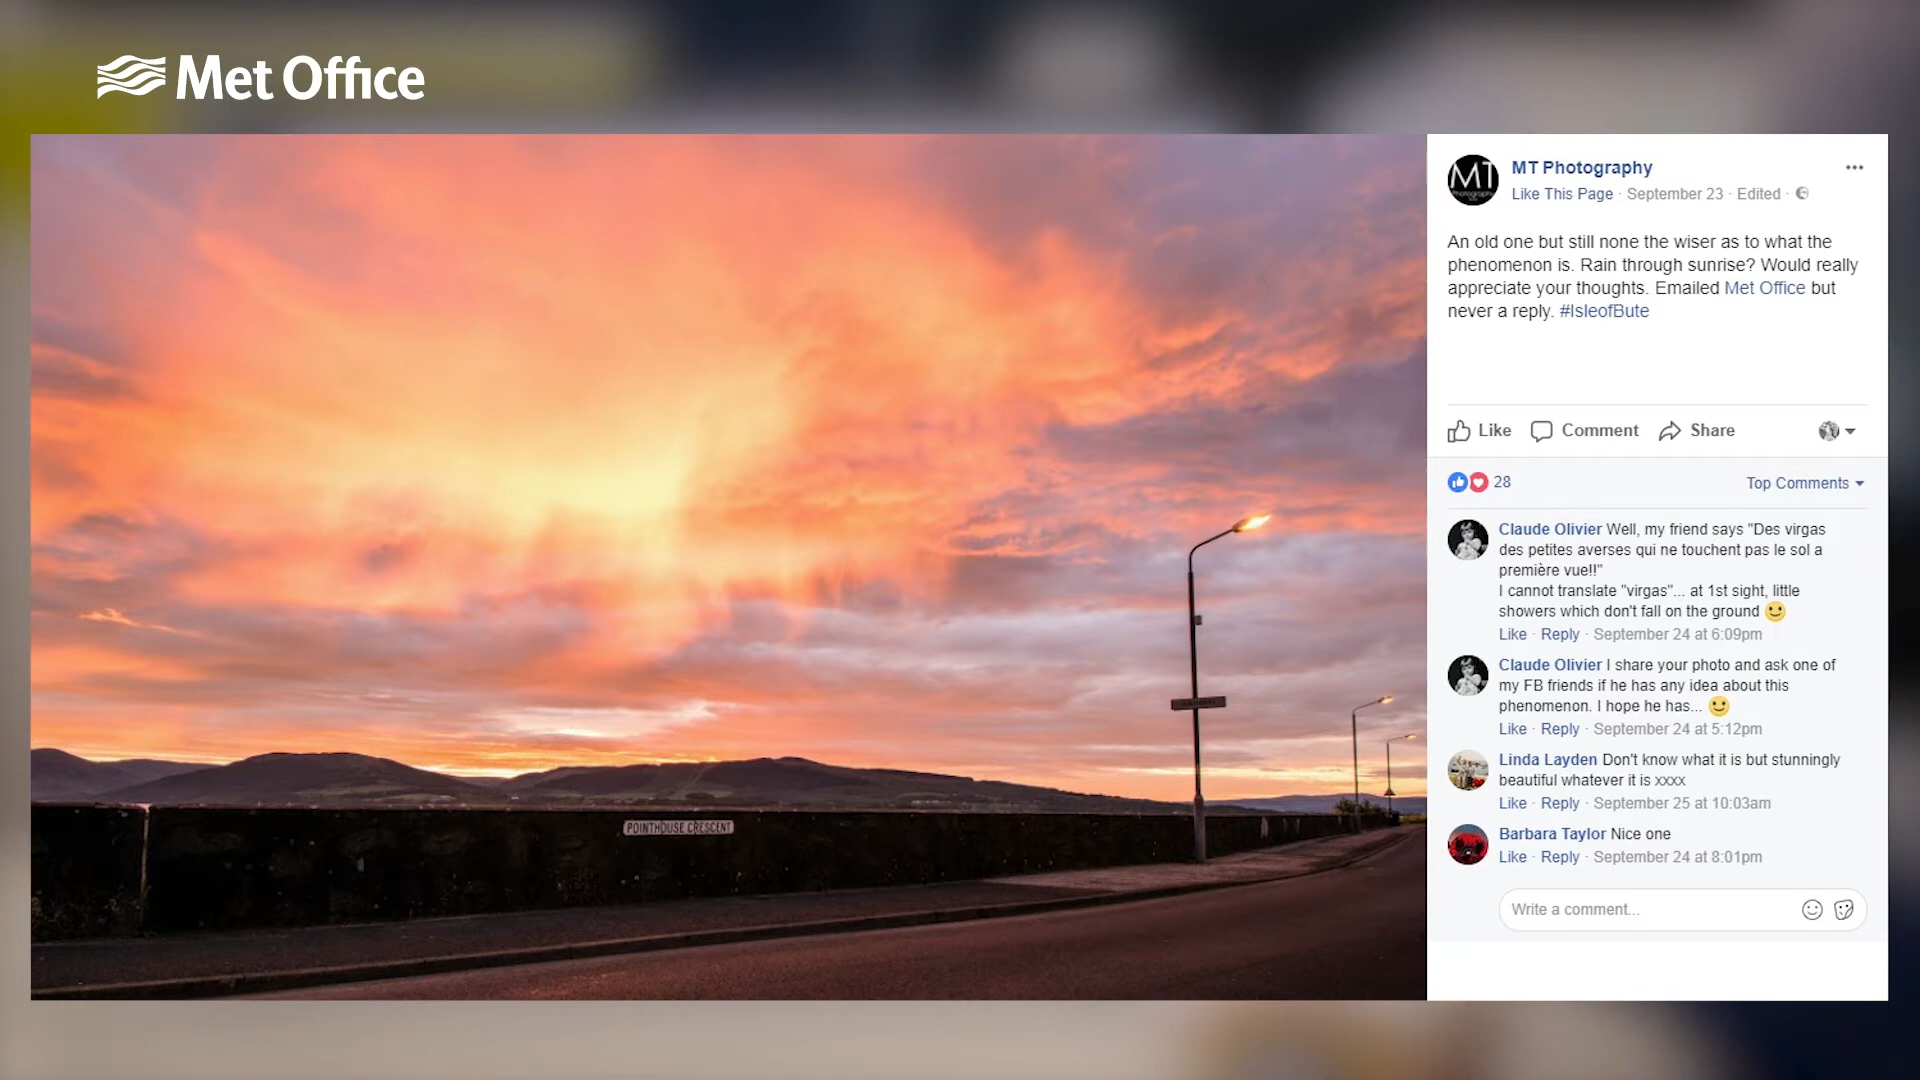 Met Office
MT Photography
Like This Page · September 23 · Edited ·
An old one but still none the wiser as to what the
phenomenon is. Rain through sunrise? Would really
appreciate your thoughts. Emailed Met Office but
never a reply. #IsleofBute
Like Comment Share
28 Top Comments
Claude Olivier Well, my friend says "Des virgas
des petites averses qui ne touchent pas le sol a
première vue!!"
I cannot translate "virgas"... at 1st sight, little
showers which don't fall on the ground
Like · Reply · September 24 at 6:09pm
Claude Olivier I share your photo and ask one of
my FB friends if he has any idea about this
phenomenon. I hope he has...
Like · Reply · September 24 at 5:12pm
Linda Layden Don't know what it is but stunningly
beautiful whatever it is xxxx
Like · Reply · September 25 at 10:03am
Barbara Taylor Nice one
Like · Reply · September 24 at 8:01pm
Write a comment...
POINTHOUSE CRESCENT
MT